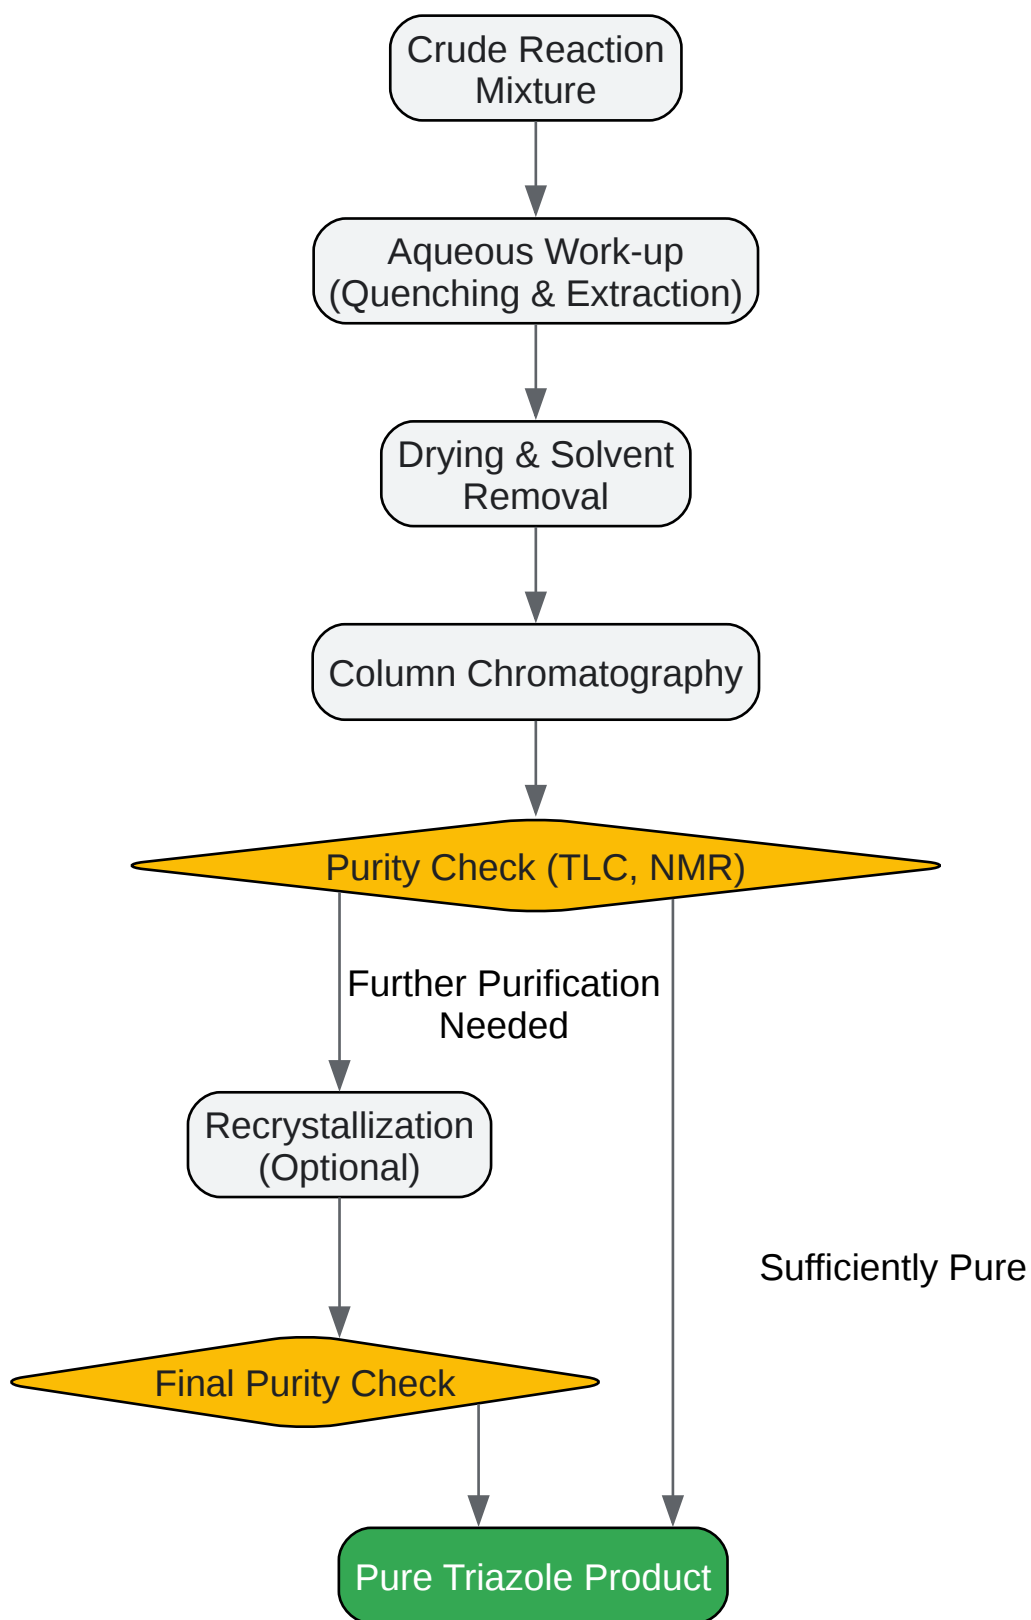 Crude Reaction
Mixture
Aqueous Work-up
(Quenching & Extraction)
Drying & Solvent
Removal
Column Chromatography
Purity Check (TLC, NMR)
Further Purification
Needed
Recrystallization
(Optional)
Sufficiently Pure
Final Purity Check
Pure Triazole Product